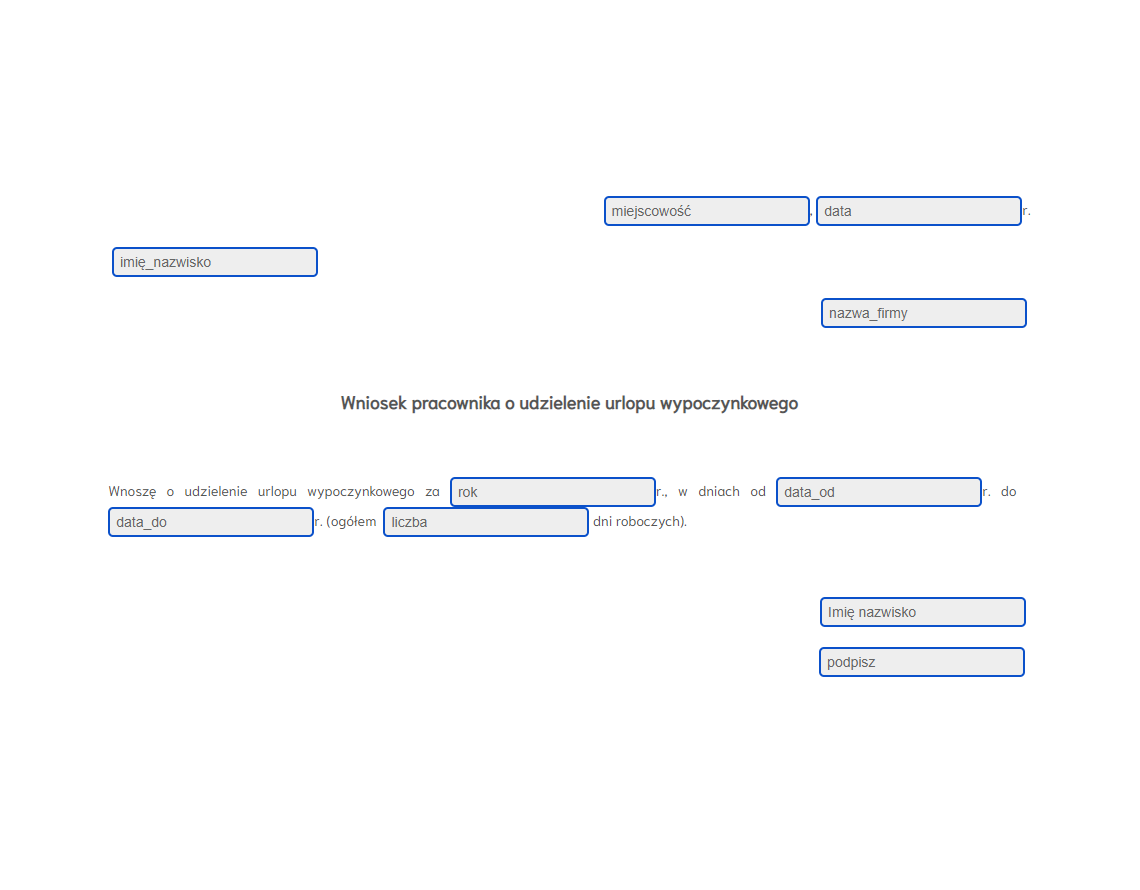 miejscowość, data r.
imię_nazwisko
nazwa_firmy
Wniosek pracownika o udzielenie urlopu wypoczynkowego
Wnoszę o udzielenie urlopu wypoczynkowego za rok r., w dniach od data_od r. do
data_do r. (ogółem liczba dni roboczych).
Imię nazwisko
podpisz